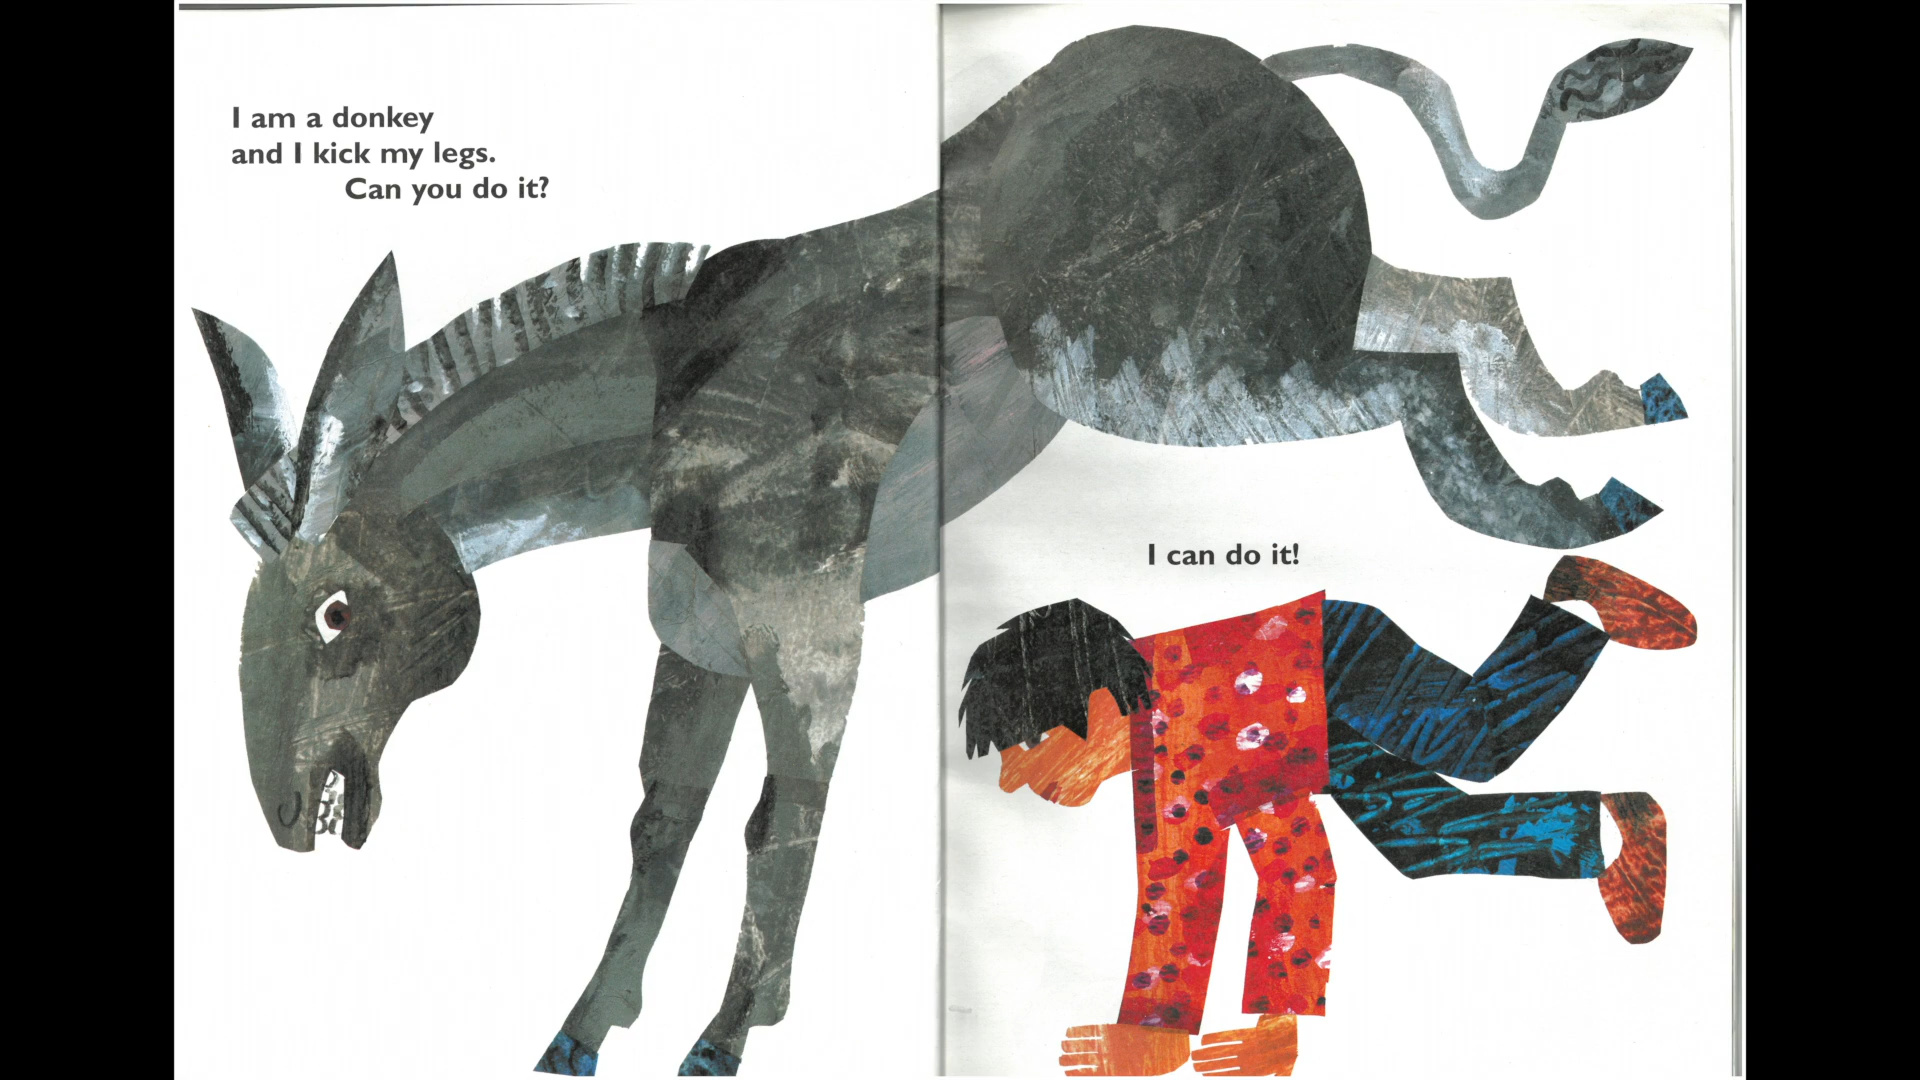 I am a donkey
and I kick my legs.
Can you do it?
I can do it!